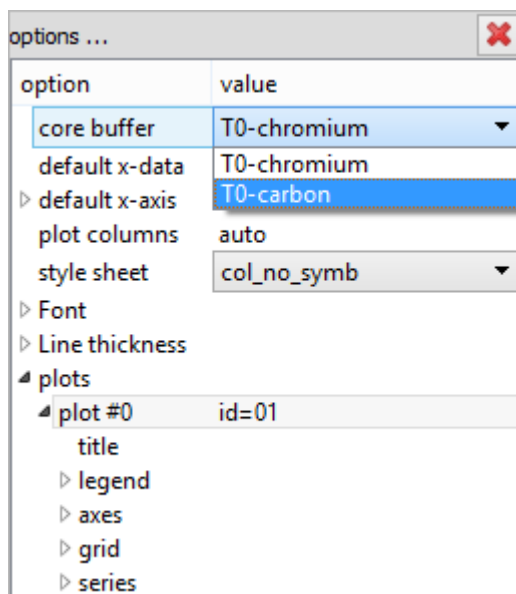 options ...
option value
core buffer T0-chromium
default x-data T0-chromium
default x-axis T0-carbon
plot columns auto
style sheet col_no_symb
Font
Line thickness
plots
plot #0 id=01
title
legend
axes
grid
series